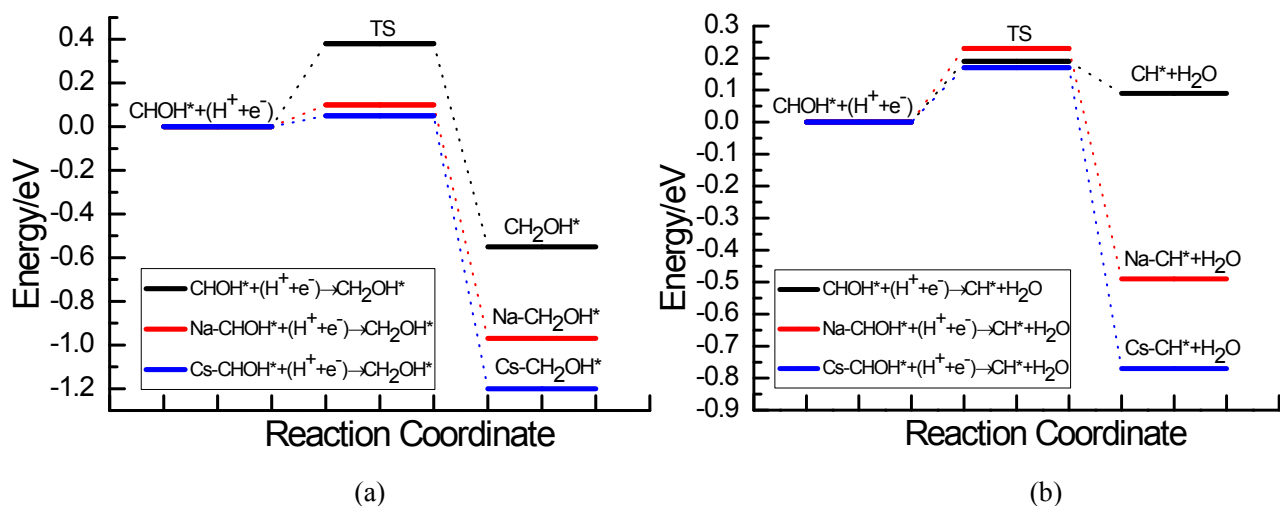 0.4
0.2
0.0
-0.2
-0.4
-0.6
-0.8
-1.0
-1.2
Energy/eV
Reaction Coordinate
TS
CHOH*+(H⁺+e⁻)
CH₂OH*
Na-CH₂OH*
Cs-CH₂OH*
CHOH*+(H⁺+e⁻)→CH₂OH*
Na-CHOH*+(H⁺+e⁻)→CH₂OH*
Cs-CHOH*+(H⁺+e⁻)→CH₂OH*
(a)
0.3
0.2
0.1
0.0
-0.1
-0.2
-0.3
-0.4
-0.5
-0.6
-0.7
-0.8
-0.9
Energy/eV
Reaction Coordinate
TS
CHOH*+(H⁺+e⁻)
CH*+H₂O
Na-CH*+H₂O
Cs-CH*+H₂O
CHOH*+(H⁺+e⁻)→CH*+H₂O
Na-CHOH*+(H⁺+e⁻)→CH*+H₂O
Cs-CHOH*+(H⁺+e⁻)→CH*+H₂O
(b)